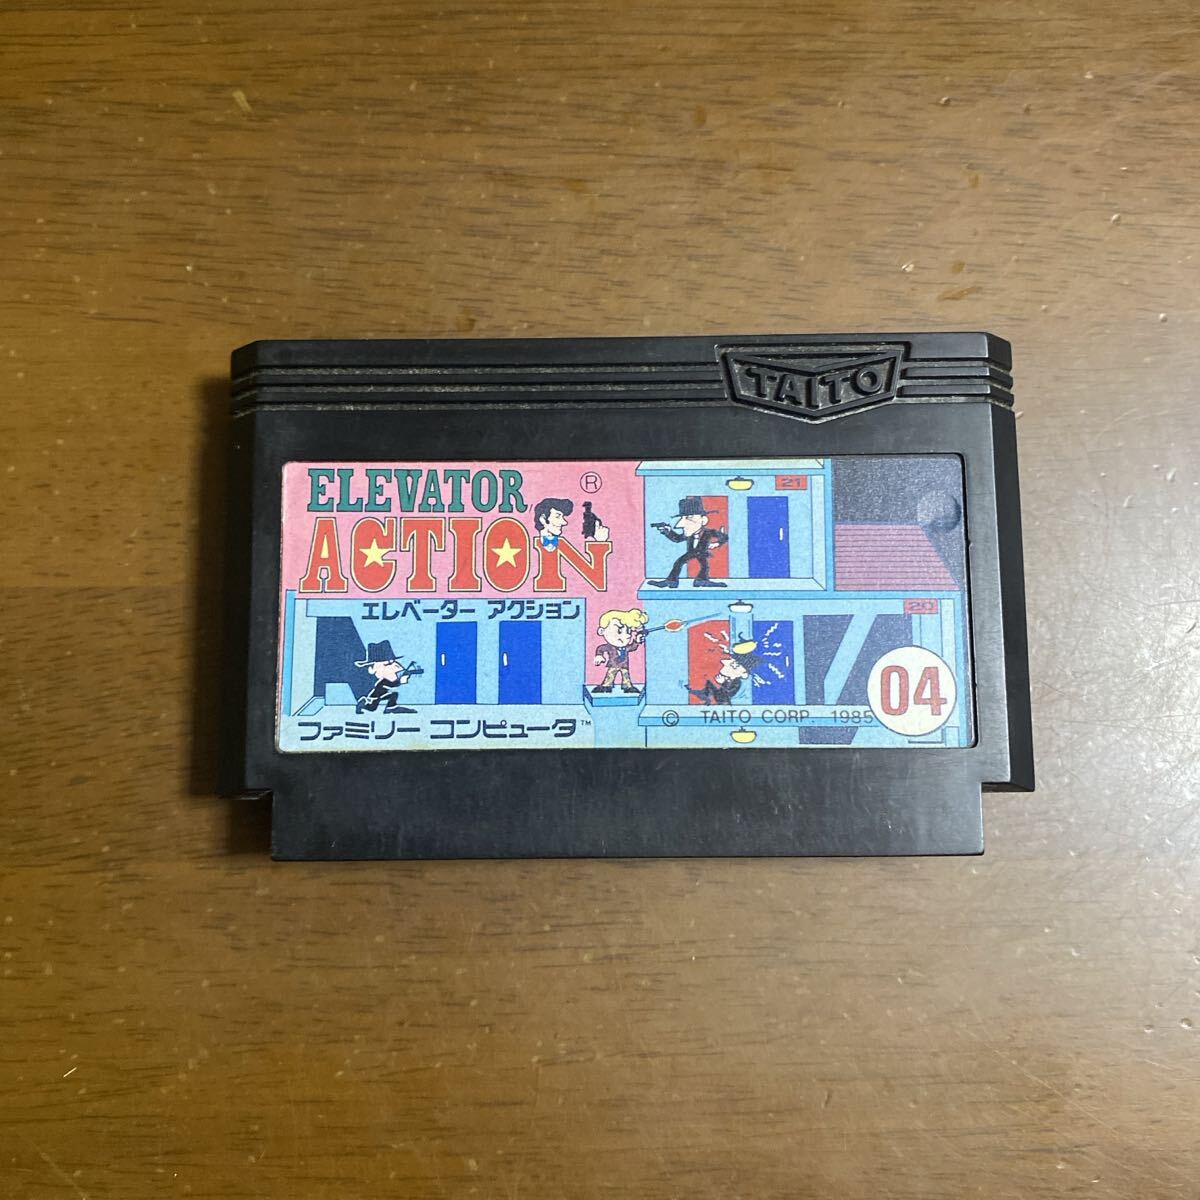 TAITO
ELEVATOR
®
ACTION
エレベーター アクション
21
20
04
© TAITO CORP. 1985
ファミリー コンピュータ™